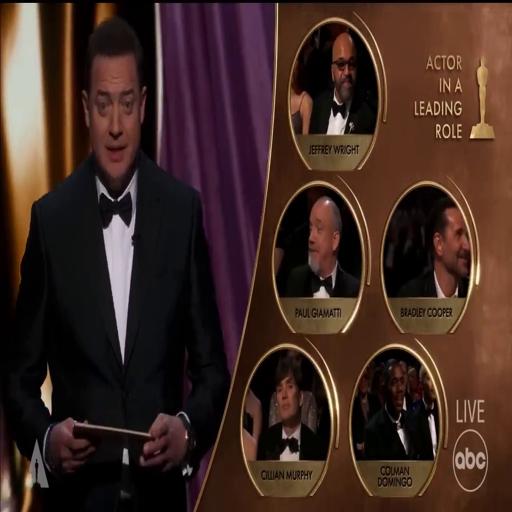 ACTOR
IN A
LEADING
ROLE
JEFFREY WRIGHT
PAUL GIAMATTI
BRADLEY COOPER
CILLIAN MURPHY
COLMAN
DOMINGO
LIVE
abc